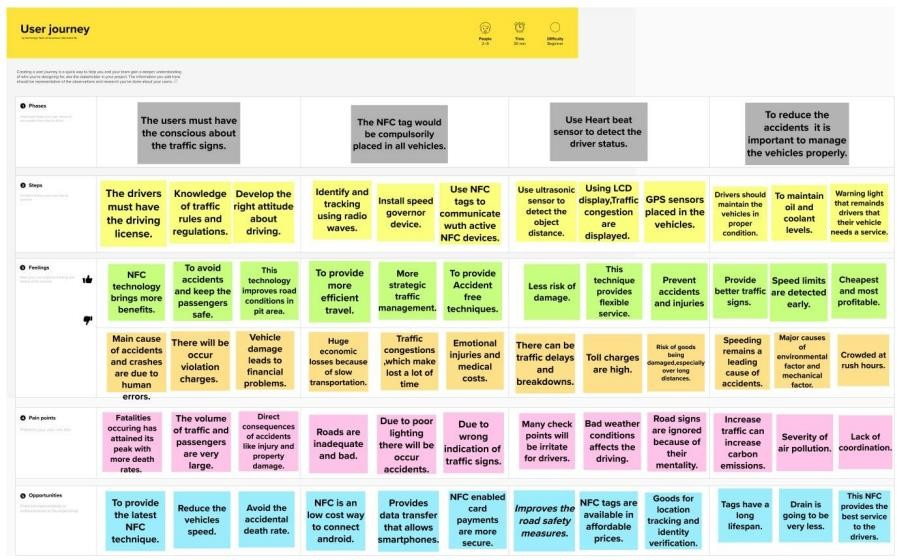 User journey
People
Time
Difficulty
2-8
30 min
Beginner
Creating a user journey is a quick way to help you and your team gain a deeper understanding
of who you're designing for, aka the stakeholder in your project. The information you add here
should be representative of the observations and research you've done about your users.
1 Phases
The users must have
the conscious about
the traffic signs.
The NFC tag would
be compulsorily
placed in all vehicles.
Use Heart beat
sensor to detect the
driver status.
To reduce the
accidents it is
important to manage
the vehicles properly.
2 Steps
The drivers
must have
the driving
license.
Knowledge
of traffic
rules and
regulations.
Develop the
right attitude
about
driving.
Identify and
tracking
using radio
waves.
Install speed
governor
device.
Use NFC
tags to
communicate
wuth active
NFC devices.
Use ultrasonic
sensor to
detect the
object
distance.
Using LCD
display,Traffic
congestion
are
displayed.
GPS sensors
placed in the
vehicles.
Drivers should
maintain the
vehicles in
proper
condition.
To maintain
oil and
coolant
levels.
Warning light
that remainds
drivers that
their vehicle
needs a service.
3 Feelings
NFC
technology
brings more
benefits.
To avoid
accidents
and keep the
passengers
safe.
This
technology
improves road
conditions in
pit area.
To provide
more
efficient
travel.
More
strategic
traffic
management.
To provide
Accident
free
techniques.
Less risk of
damage.
This
technique
provides
flexible
service.
Prevent
accidents
and injuries
Provide
better traffic
signs.
Speed limits
are detected
early.
Cheapest
and most
profitable.
Main cause
of accidents
and crashes
are due to
human
errors.
There will be
occur
violation
charges.
Vehicle
damage
leads to
financial
problems.
Huge
economic
losses because
of slow
transportation.
Traffic
congestions
,which make
lost a lot of
time
Emotional
injuries and
medical
costs.
There can be
traffic delays
and
breakdowns.
Toll charges
are high.
Risk of goods
being
damaged,especially
over long
distances.
Speeding
remains a
leading cause
of accidents.
Major causes
of
environmental
factor and
mechanical
factor.
Crowded at
rush hours.
4 Pain points
Fatalities
occuring has
attained its
peak with
more death
rates.
The volume
of traffic and
passengers
are very
large.
Direct
consequences
of accidents
like injury and
property
damage.
Roads are
inadequate
and bad.
Due to poor
lighting
there will be
occur
accidents.
Due to
wrong
indication of
traffic signs.
Many check
points will
be irritate
for drivers.
Bad weather
conditions
affects the
driving.
Road signs
are ignored
because of
their
mentality.
Increase
traffic can
increase
carbon
emissions.
Severity of
air pollution.
Lack of
coordination.
5 Opportunities
To provide
the latest
NFC
technique.
Reduce the
vehicles
speed.
Avoid the
accidental
death rate.
NFC is an
low cost way
to connect
android.
Provides
data transfer
that allows
smartphones.
NFC enabled
card
payments
are more
secure.
Improves the
road safety
measures.
NFC tags are
available in
affordable
prices.
Goods for
location
tracking and
identity
verification.
Tags have a
long
lifespan.
Drain is
going to be
very less.
This NFC
provides the
best service
to the
drivers.